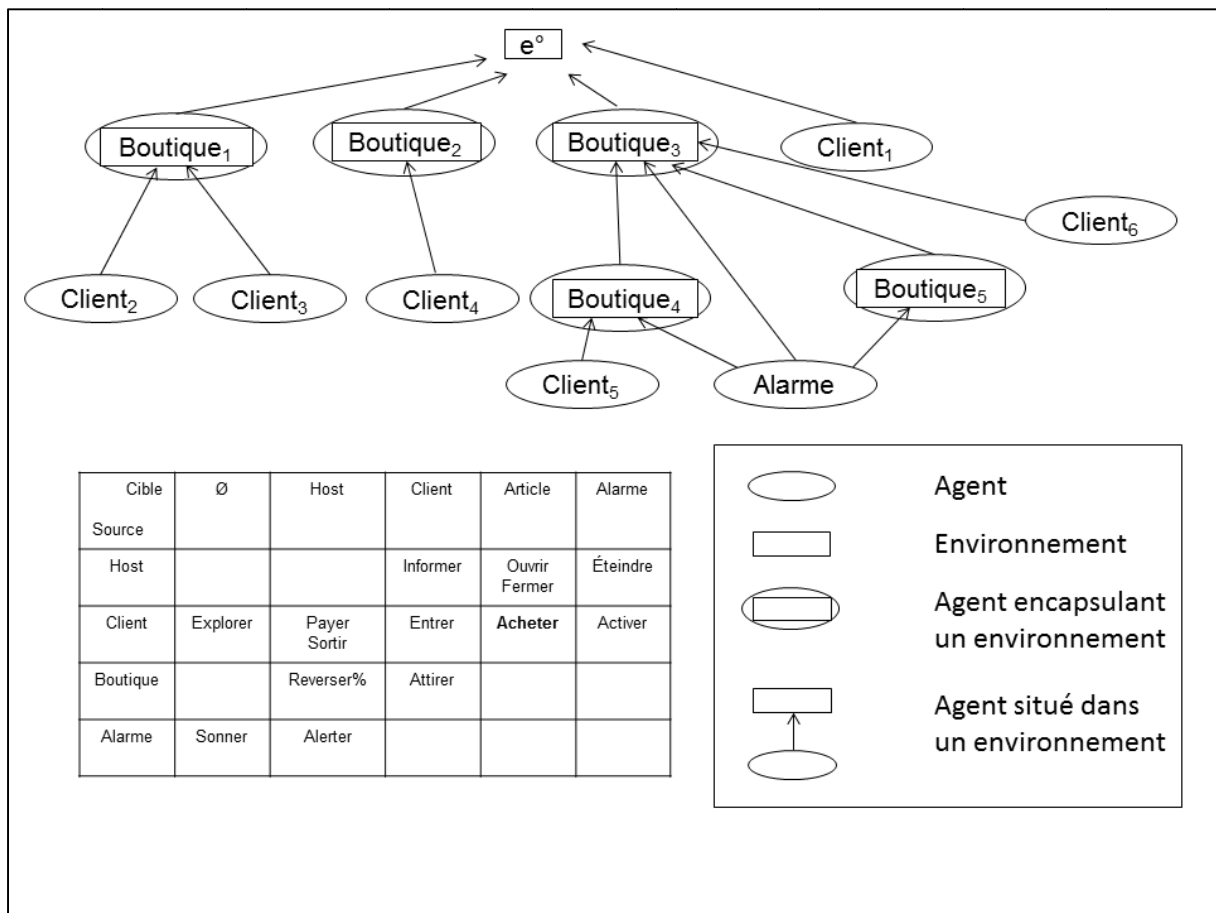 e°
Boutique₁
Boutique₂
Boutique₃
Client₁
Client₆
Client₂
Client₃
Client₄
Boutique₄
Boutique₅
Client₅
Alarme
Cible Ø Host Client Article Alarme
Source
Host Informer Ouvrir Éteindre
Fermer
Client Explorer Payer Entrer Acheter Activer
Sortir
Boutique Reverser% Attirer
Alarme Sonner Alerter
Agent
Environnement
Agent encapsulant
un environnement
Agent situé dans
un environnement